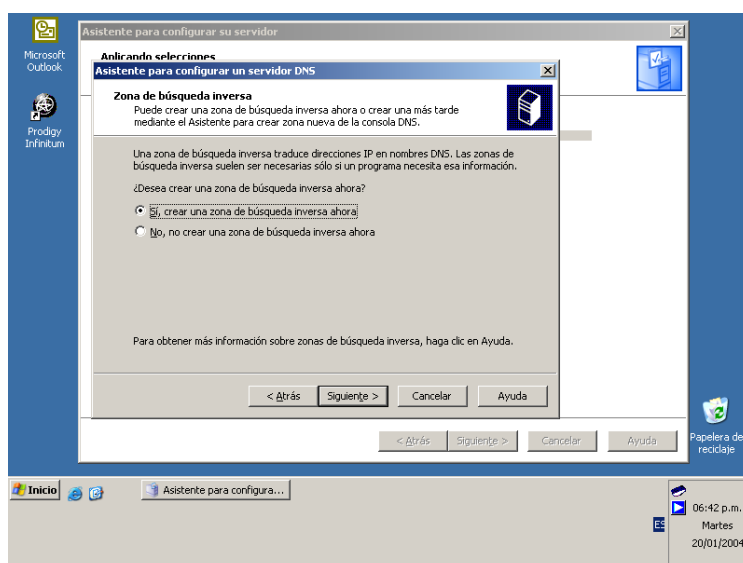 Asistente para configurar su servidor
Microsoft
Outlook
Aplicando selecciones
Asistente para configurar un servidor DNS
Zona de búsqueda inversa
Puede crear una zona de búsqueda inversa ahora o crear una más tarde
mediante el Asistente para crear zona nueva de la consola DNS.
Prodigy
Infinitum
Una zona de búsqueda inversa traduce direcciones IP en nombres DNS. Las zonas de
búsqueda inversa suelen ser necesarias sólo si un programa necesita esa información.
¿Desea crear una zona de búsqueda inversa ahora?
Sí, crear una zona de búsqueda inversa ahora
No, no crear una zona de búsqueda inversa ahora
Para obtener más información sobre zonas de búsqueda inversa, haga clic en Ayuda.
< Atrás Siguiente > Cancelar Ayuda
< Atrás Siguiente > Cancelar Ayuda
Papelera de
reciclaje
Inicio Asistente para configura...
06:42 p.m.
ES Martes
20/01/2004